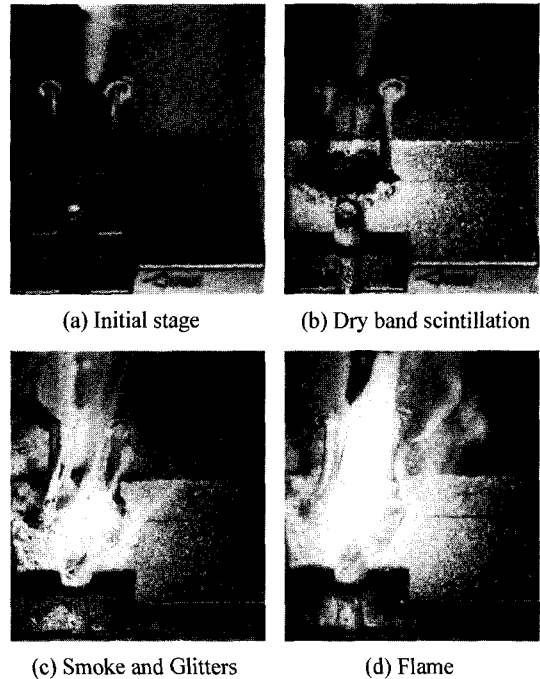 (a) Initial stage
(b) Dry band scintillation
(c) Smoke and Glitters
(d) Flame